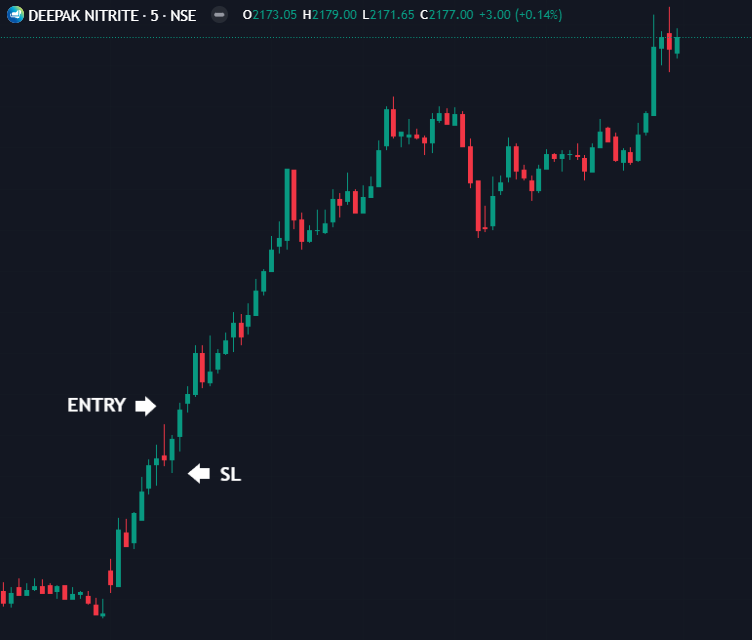 DEEPAK NITRITE · 5 · NSE O2173.05 H2179.00 L2171.65 C2177.00 +3.00 (+0.14%)
ENTRY
SL